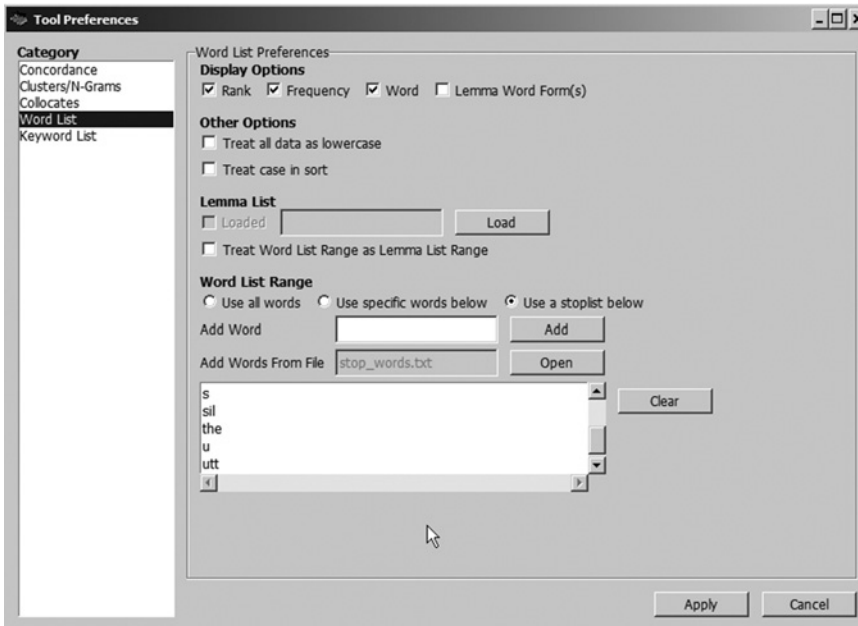 Tool Preferences
Category
Concordance
Clusters/N-Grams
Collocates
Word List
Keyword List
Word List Preferences
Display Options
Rank Frequency Word Lemma Word Form(s)
Other Options
Treat all data as lowercase
Treat case in sort
Lemma List
Loaded Load
Treat Word List Range as Lemma List Range
Word List Range
Use all words Use specific words below Use a stoplist below
Add Word Add
Add Words From File stop_words.txt Open
s
sil
the
u
utt
Clear
Apply Cancel